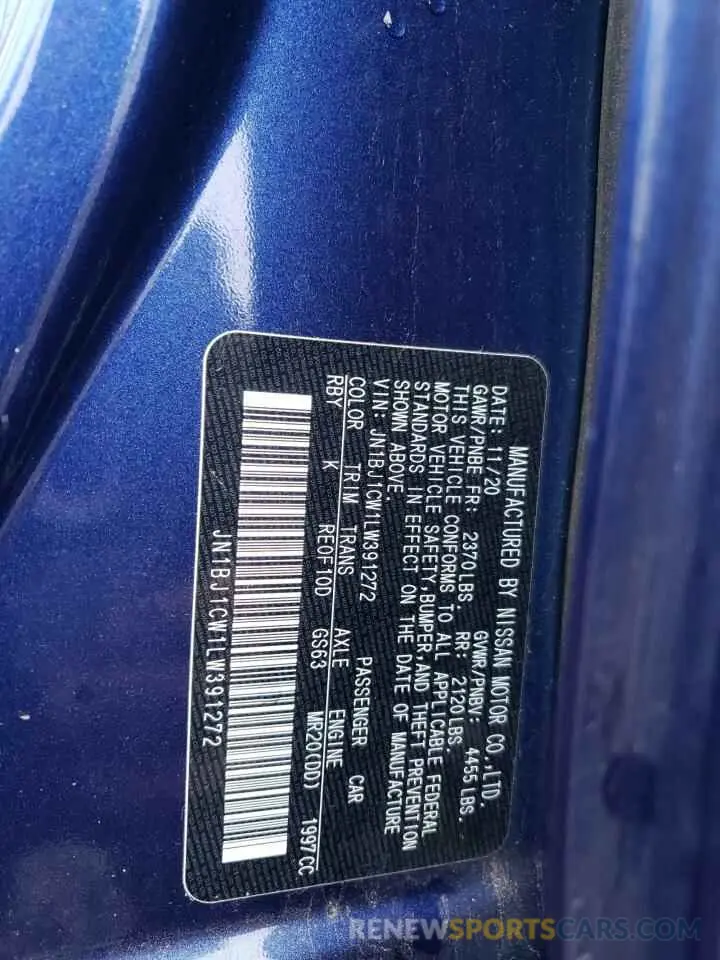 MANUFACTURED BY NISSAN MOTOR CO.,LTD.
DATE: 11/20 GVWR/PNBV: 4455 LBS.
GAWR/PNBE FR: 2370 LBS. RR: 2120 LBS.
THIS VEHICLE CONFORMS TO ALL APPLICABLE FEDERAL
MOTOR VEHICLE SAFETY,BUMPER,AND THEFT PREVENTION
STANDARDS IN EFFECT ON THE DATE OF MANUFACTURE
SHOWN ABOVE.
VIN: JN1BJ1CW1LW391272 PASSENGER CAR
COLOR TRIM TRANS AXLE ENGINE
RBY K RE0F10D GS63 MR20(DD) 1997CC
JN1BJ1CW1LW391272
RENEWSPORTSCARS.COM